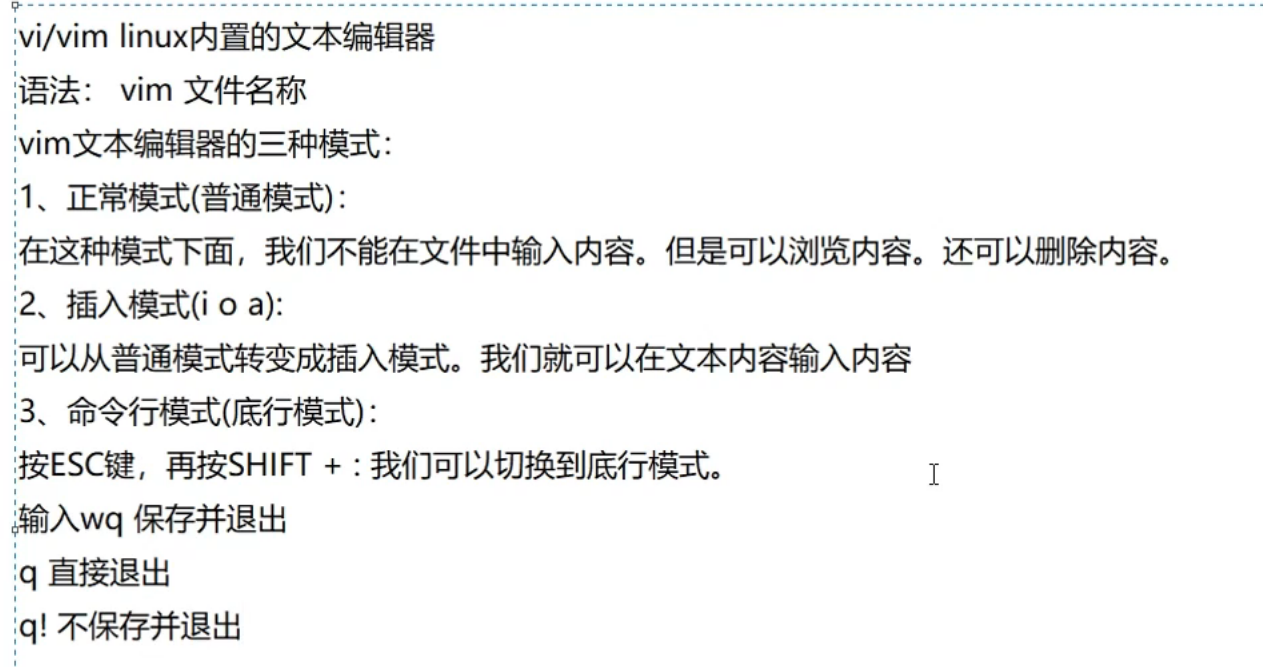 vi/vim linux内置的文本编辑器
语法： vim 文件名称
vim文本编辑器的三种模式：
1、正常模式(普通模式)：
在这种模式下面，我们不能在文件中输入内容。但是可以浏览内容。还可以删除内容。
2、插入模式(i o a):
可以从普通模式转变成插入模式。我们就可以在文本内容输入内容
3、命令行模式(底行模式)：
按ESC键，再按SHIFT + : 我们可以切换到底行模式。
输入wq 保存并退出
q 直接退出
q! 不保存并退出